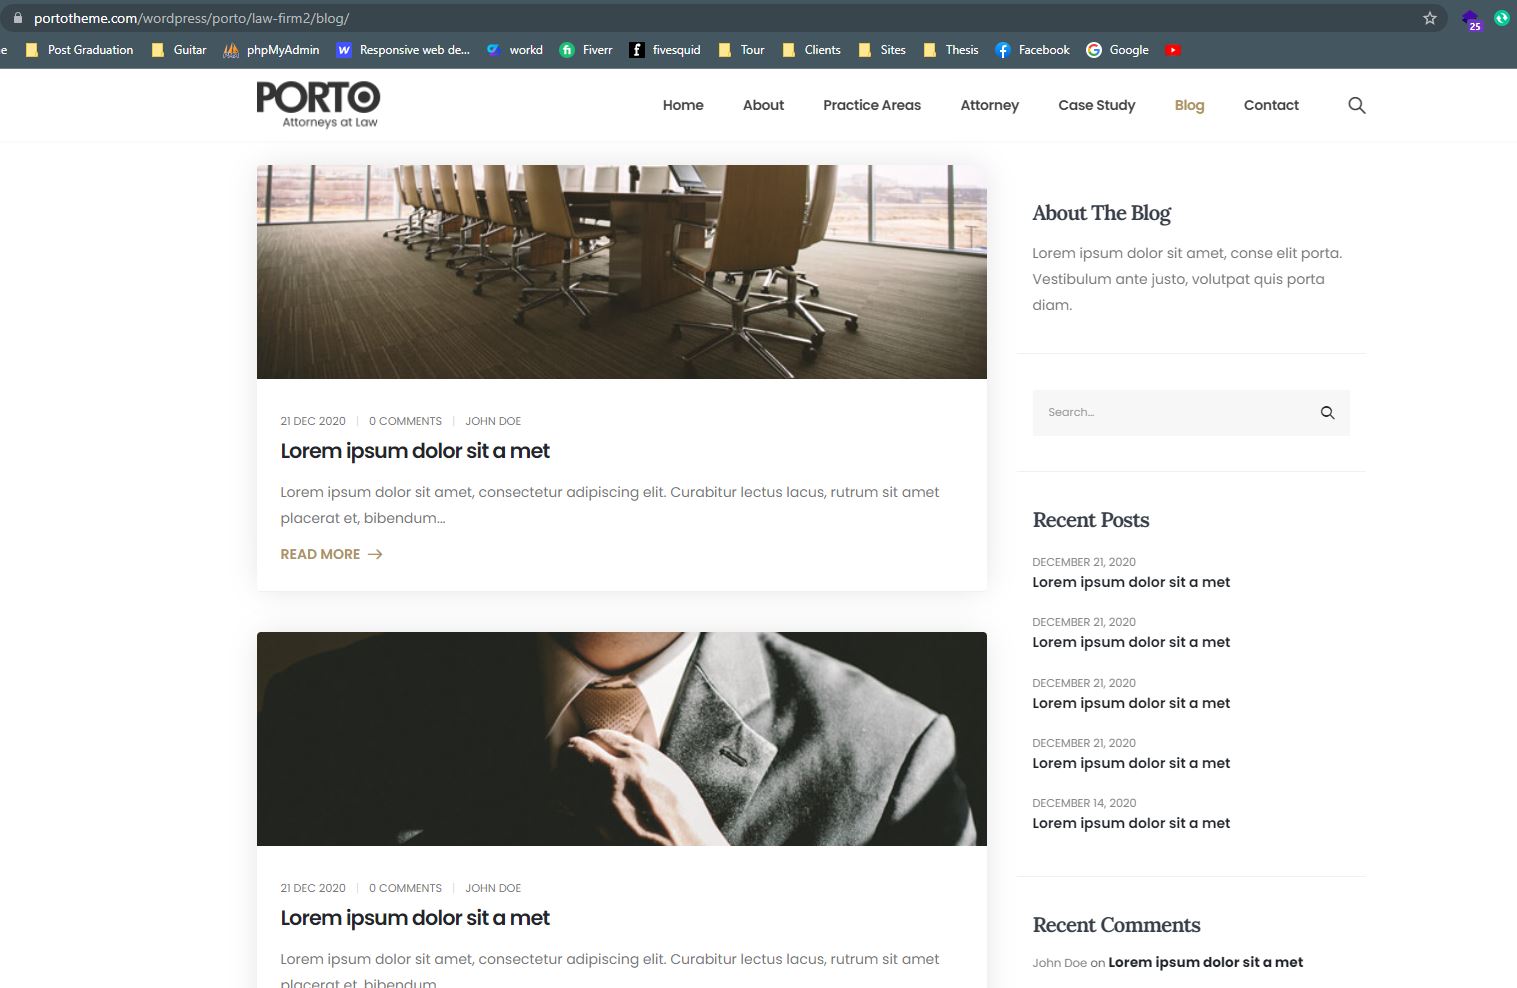 portotheme.com/wordpress/porto/law-firm2/blog/
25
e Post Graduation Guitar phpMyAdmin Responsive web de... workd Fiverr fivesquid Tour Clients Sites Thesis Facebook Google
PORTO
Attorneys at Law
Home About Practice Areas Attorney Case Study Blog Contact
21 DEC 2020 | 0 COMMENTS | JOHN DOE
Lorem ipsum dolor sit a met
Lorem ipsum dolor sit amet, consectetur adipiscing elit. Curabitur lectus lacus, rutrum sit amet
placerat et, bibendum...
READ MORE →
21 DEC 2020 | 0 COMMENTS | JOHN DOE
Lorem ipsum dolor sit a met
Lorem ipsum dolor sit amet, consectetur adipiscing elit. Curabitur lectus lacus, rutrum sit amet
placerat et, bibendum...
About The Blog
Lorem ipsum dolor sit amet, conse elit porta.
Vestibulum ante justo, volutpat quis porta
diam.
Search...
Recent Posts
DECEMBER 21, 2020
Lorem ipsum dolor sit a met
DECEMBER 21, 2020
Lorem ipsum dolor sit a met
DECEMBER 21, 2020
Lorem ipsum dolor sit a met
DECEMBER 21, 2020
Lorem ipsum dolor sit a met
DECEMBER 14, 2020
Lorem ipsum dolor sit a met
Recent Comments
John Doe on Lorem ipsum dolor sit a met